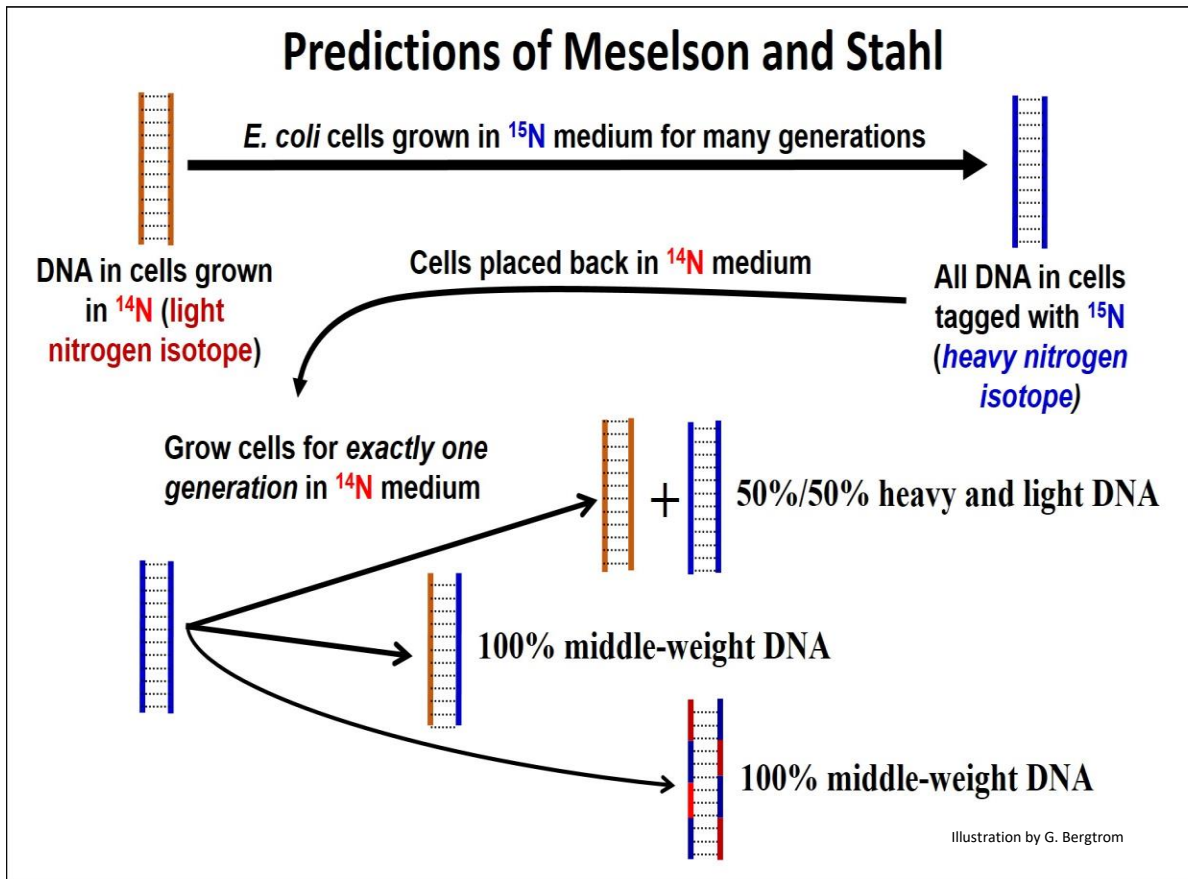 Predictions of Meselson and Stahl
E. coli cells grown in ¹⁵N medium for many generations
DNA in cells grown
in ¹⁴N (light
nitrogen isotope)
Cells placed back in ¹⁴N medium
All DNA in cells
tagged with ¹⁵N
(heavy nitrogen
isotope)
Grow cells for exactly one
generation in ¹⁴N medium
+
50%/50% heavy and light DNA
100% middle-weight DNA
100% middle-weight DNA
Illustration by G. Bergtrom